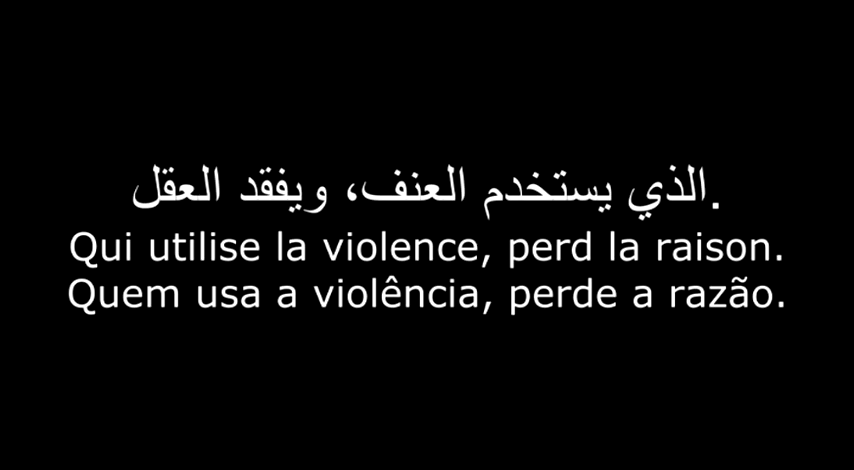 الذي يستخدم العنف، ويفقد العقل.
Qui utilise la violence, perd la raison.
Quem usa a violência, perde a razão.